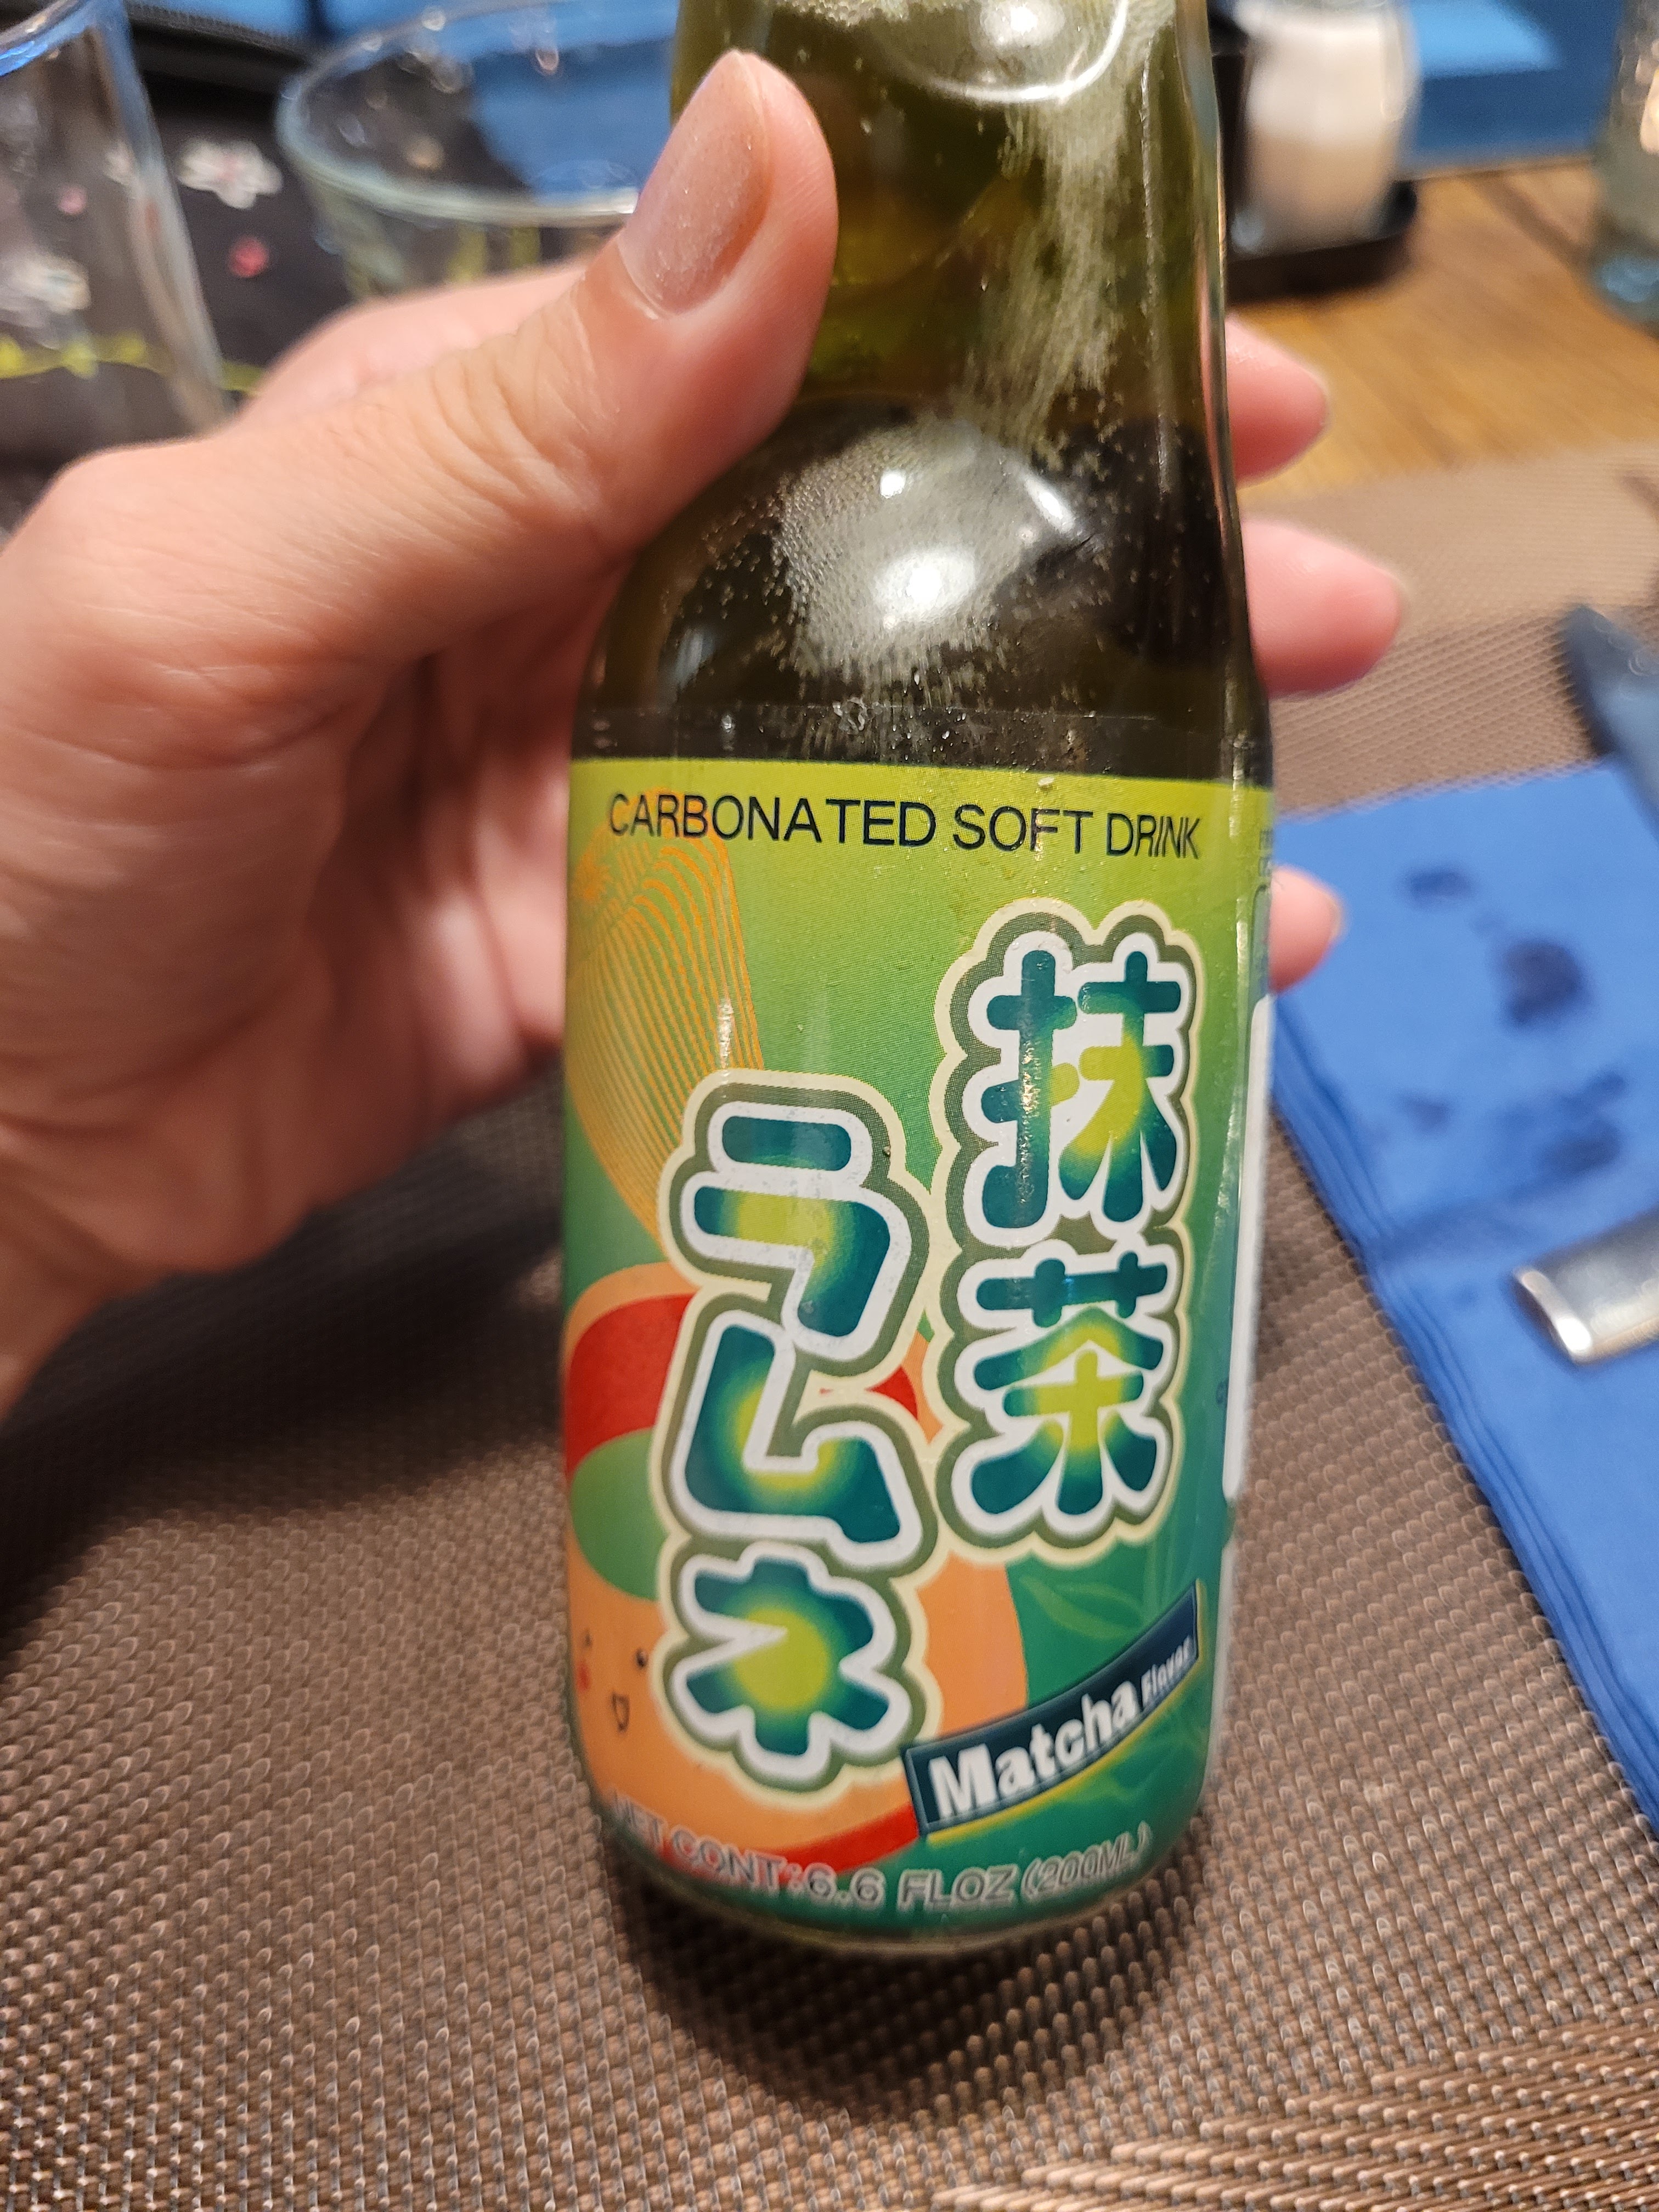 CARBONATED SOFT DRINK
抹茶
ラムネ
Matcha Flavor
NET CONT:6.6 FL.OZ (200ML)